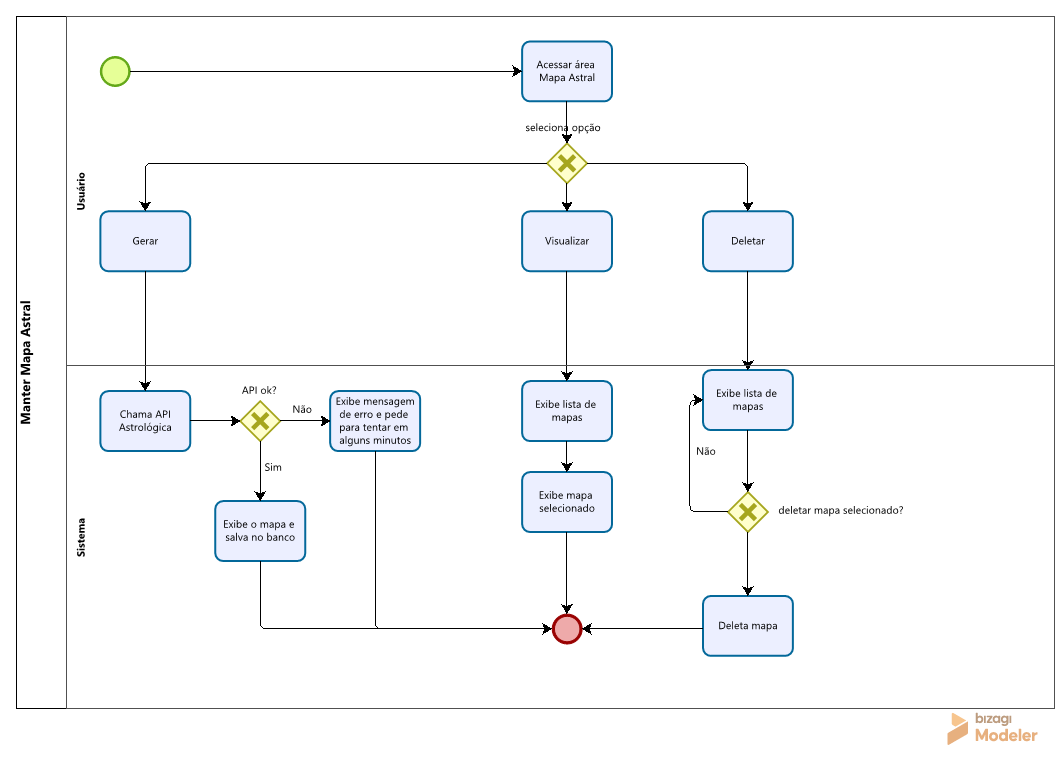 Manter Mapa Astral
Usuário
Acessar área
Mapa Astral
seleciona opção
Gerar
Visualizar
Deletar
Sistema
Chama API
Astrológica
API ok?
Não
Sim
Exibe mensagem
de erro e pede
para tentar em
alguns minutos
Exibe o mapa e
salva no banco
Exibe lista de
mapas
Exibe mapa
selecionado
Exibe lista de
mapas
Não
deletar mapa selecionado?
Deleta mapa
bizagi
Modeler